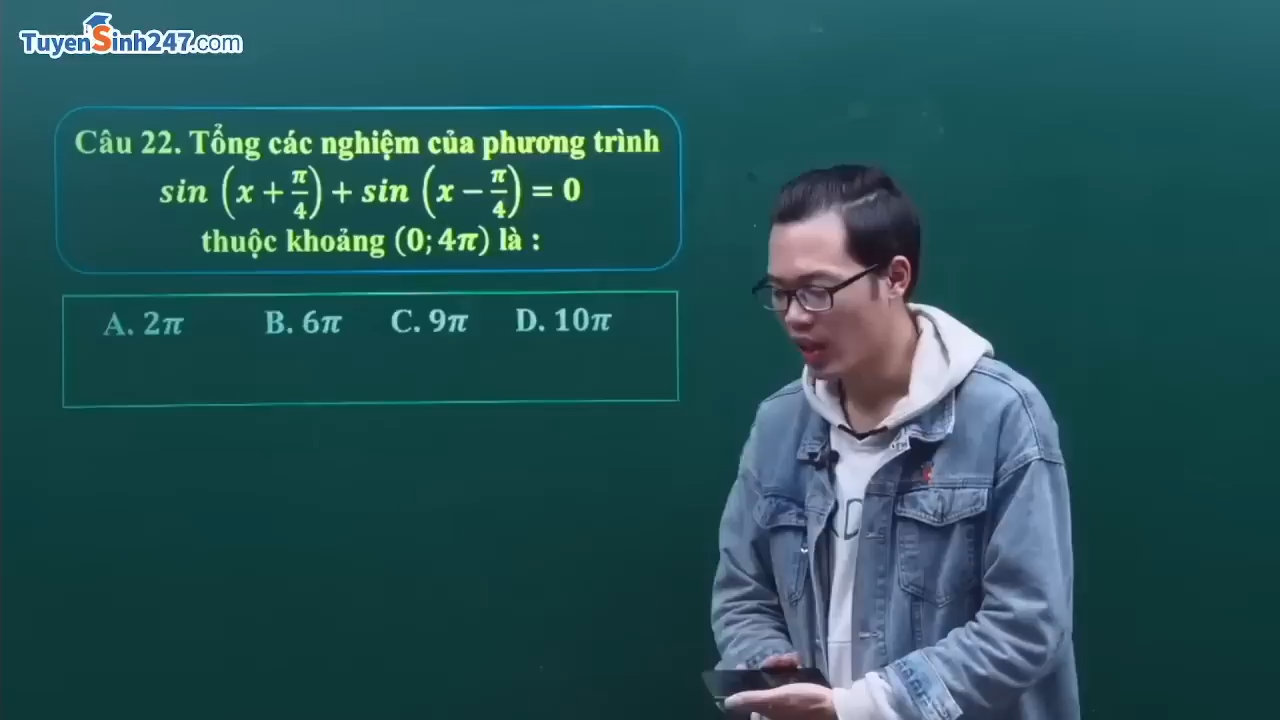 TuyenSinh247.com
Câu 22. Tổng các nghiệm của phương trình
sin (x + π/4) + sin (x − π/4) = 0
thuộc khoảng (0; 4π) là :
A. 2π B. 6π C. 9π D. 10π